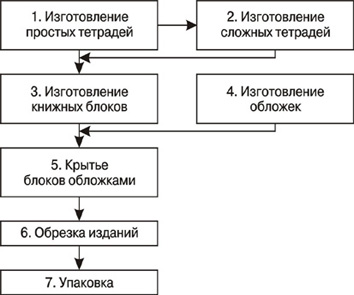 1. Изготовление
простых тетрадей
2. Изготовление
сложных тетрадей
3. Изготовление
книжных блоков
4. Изготовление
обложек
5. Крытье
блоков обложками
6. Обрезка изданий
7. Упаковка